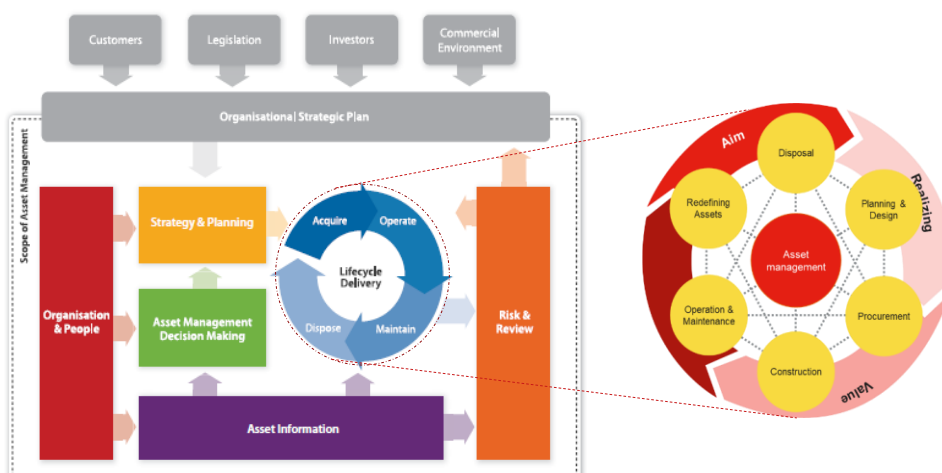 Customers
Legislation
Investors
Commercial
Environment
Organisational Strategic Plan
Scope of Asset Management
Organisation
& People
Strategy & Planning
Asset Management
Decision Making
Asset Information
Acquire
Operate
Lifecycle
Delivery
Dispose
Maintain
Risk &
Review
Aim
Realizing
Value
Disposal
Redefining
Assets
Planning &
Design
Asset
management
Operation &
Maintenance
Procurement
Construction